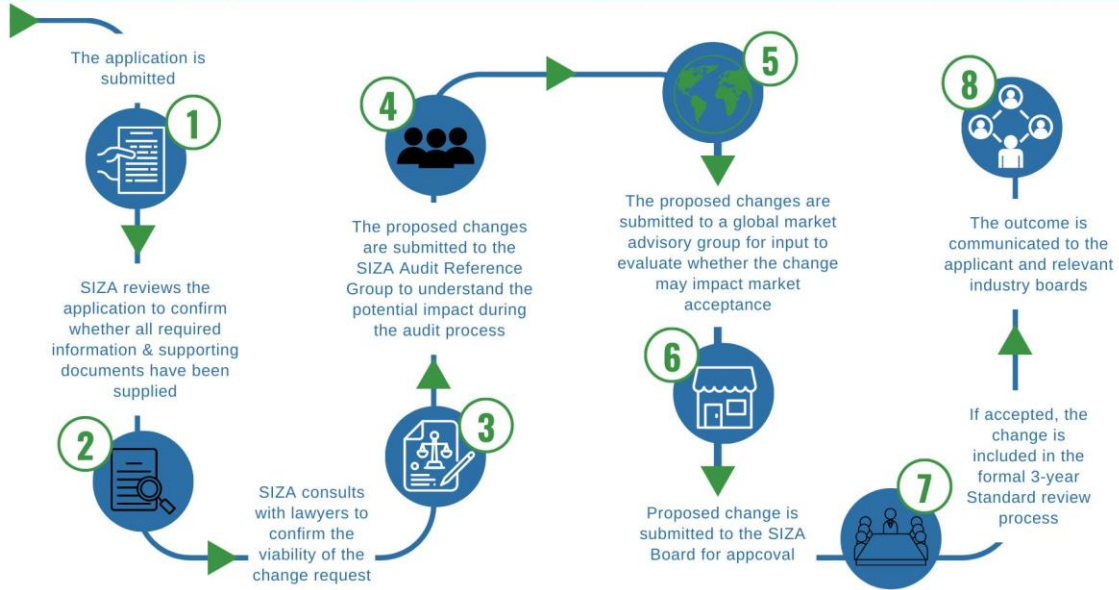 The application is
submitted
1
SIZA reviews the
application to confirm
whether all required
information & supporting
documents have been
supplied
2
SIZA consults
with lawyers to
confirm the
viability of the
change request
3
4
The proposed changes
are submitted to the
SIZA Audit Reference
Group to understand the
potential impact during
the audit process
5
The proposed changes are
submitted to a global market
advisory group for input to
evaluate whether the change
may impact market
acceptance
6
Proposed change is
submitted to the SIZA
Board for appcoval
7
If accepted, the
change is
included in the
formal 3-year
Standard review
process
8
The outcome is
communicated to the
applicant and relevant
industry boards